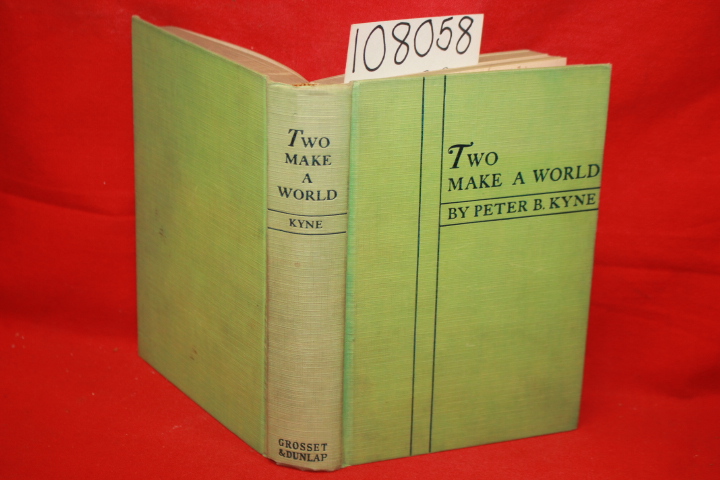 108058
TWO
MAKE
A
WORLD
KYNE
GROSSET
& DUNLAP
TWO
MAKE A WORLD
BY PETER B. KYNE